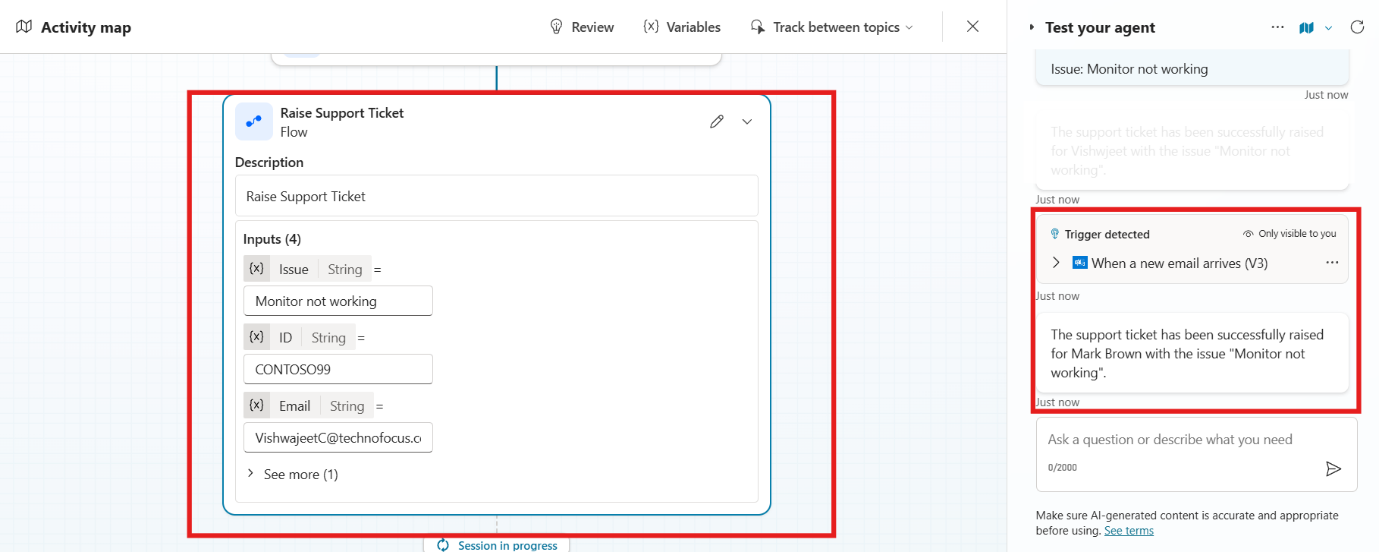 Activity map
Review
{x} Variables
Track between topics
Raise Support Ticket
Flow
Description
Raise Support Ticket
Inputs (4)
{x} Issue String =
Monitor not working
{x} ID String =
CONTOSO99
{x} Email String =
VishwajeetC@technofocus.c
See more (1)
Session in progress
Test your agent
Issue: Monitor not working
Just now
The support ticket has been successfully raised
for Vishwjeet with the issue "Monitor not
working".
Just now
Trigger detected
Only visible to you
When a new email arrives (V3)
Just now
The support ticket has been successfully raised
for Mark Brown with the issue "Monitor not
working".
Just now
Ask a question or describe what you need
0/2000
Make sure AI-generated content is accurate and appropriate
before using. See terms